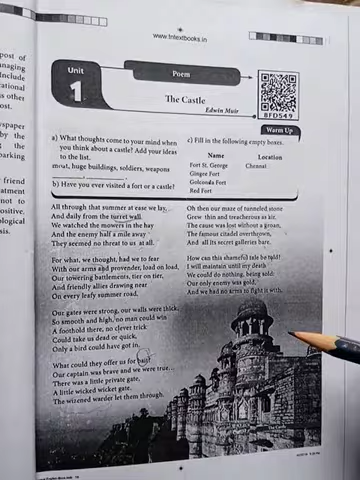 www.tntextbooks.in
Unit
1
Poem
The Castle
Edwin Muir
8FD549
Warm Up
a) What thoughts come to your mind when
you think about a castle? Add your ideas
to the list.
moat, huge buildings, soldiers, weapons
b) Have you ever visited a fort or a castle?
c) Fill in the following empty boxes.
Name Location
Fort St. George Chennai
Gingee Fort
Golconda Fort
Red Fort
All through that summer at ease we lay,
And daily from the turret wall
We watched the mowers in the hay
And the enemy half a mile away
They seemed no threat to us at all.
For what, we thought, had we to fear
With our arms and provender, load on load,
Our towering battlements, tier on tier,
And friendly allies drawing near
On every leafy summer road.
Our gates were strong, our walls were thick,
So smooth and high, no man could win
A foothold there, no clever trick
Could take us dead or quick,
Only a bird could have got in.
What could they offer us for bait?
Our captain was brave and we were true...
There was a little private gate,
A little wicked wicket gate.
The wizened warder let them through.
Oh then our maze of tunneled stone
Grew thin and treacherous as air.
The cause was lost without a groan,
The famous citadel overthrown,
And all its secret galleries bare.
How can this shameful tale be told?
I will maintain until my death
We could do nothing, being sold:
Our only enemy was gold,
And we had no arms to fight it with.
post of
anaging
include
ational
s other
ost.
wspaper
by the
the
parking
friend
eatment
not to
positive.
ological
sis.